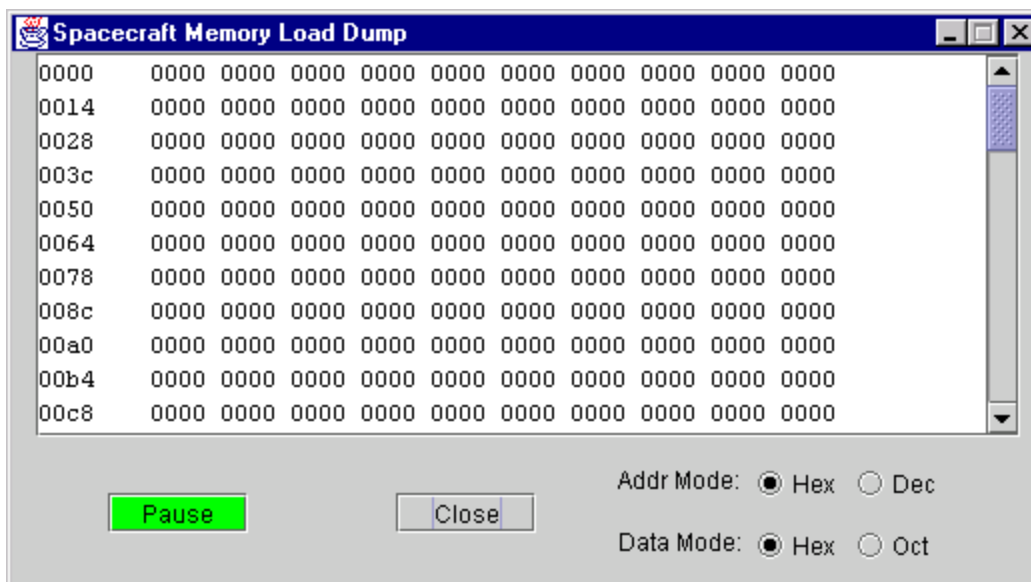 Spacecraft Memory Load Dump
0000 0000 0000 0000 0000 0000 0000 0000 0000 0000 0000
0014 0000 0000 0000 0000 0000 0000 0000 0000 0000 0000
0028 0000 0000 0000 0000 0000 0000 0000 0000 0000 0000
003c 0000 0000 0000 0000 0000 0000 0000 0000 0000 0000
0050 0000 0000 0000 0000 0000 0000 0000 0000 0000 0000
0064 0000 0000 0000 0000 0000 0000 0000 0000 0000 0000
0078 0000 0000 0000 0000 0000 0000 0000 0000 0000 0000
008c 0000 0000 0000 0000 0000 0000 0000 0000 0000 0000
00a0 0000 0000 0000 0000 0000 0000 0000 0000 0000 0000
00b4 0000 0000 0000 0000 0000 0000 0000 0000 0000 0000
00c8 0000 0000 0000 0000 0000 0000 0000 0000 0000 0000
Addr Mode: Hex Dec
Pause Close
Data Mode: Hex Oct